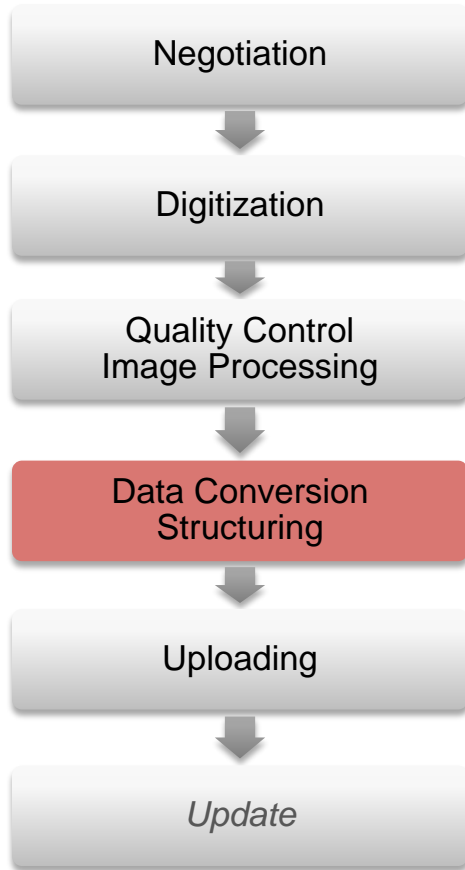 Negotiation
Digitization
Quality Control
Image Processing
Data Conversion
Structuring
Uploading
Update